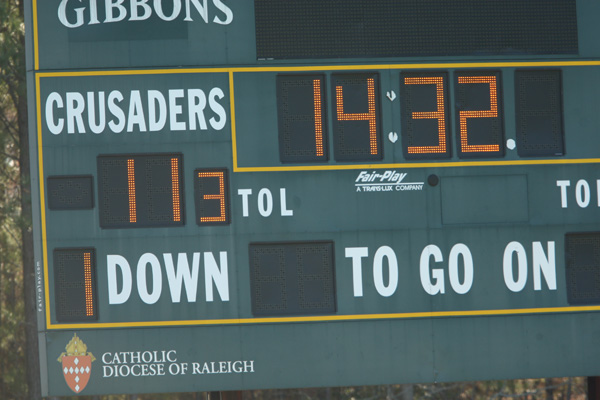 GIBBONS
CRUSADERS 14:32
11 3 TOL Fair-Play TO
A TRANS-LUX COMPANY
1 DOWN TO GO ON
CATHOLIC
DIOCESE OF RALEIGH